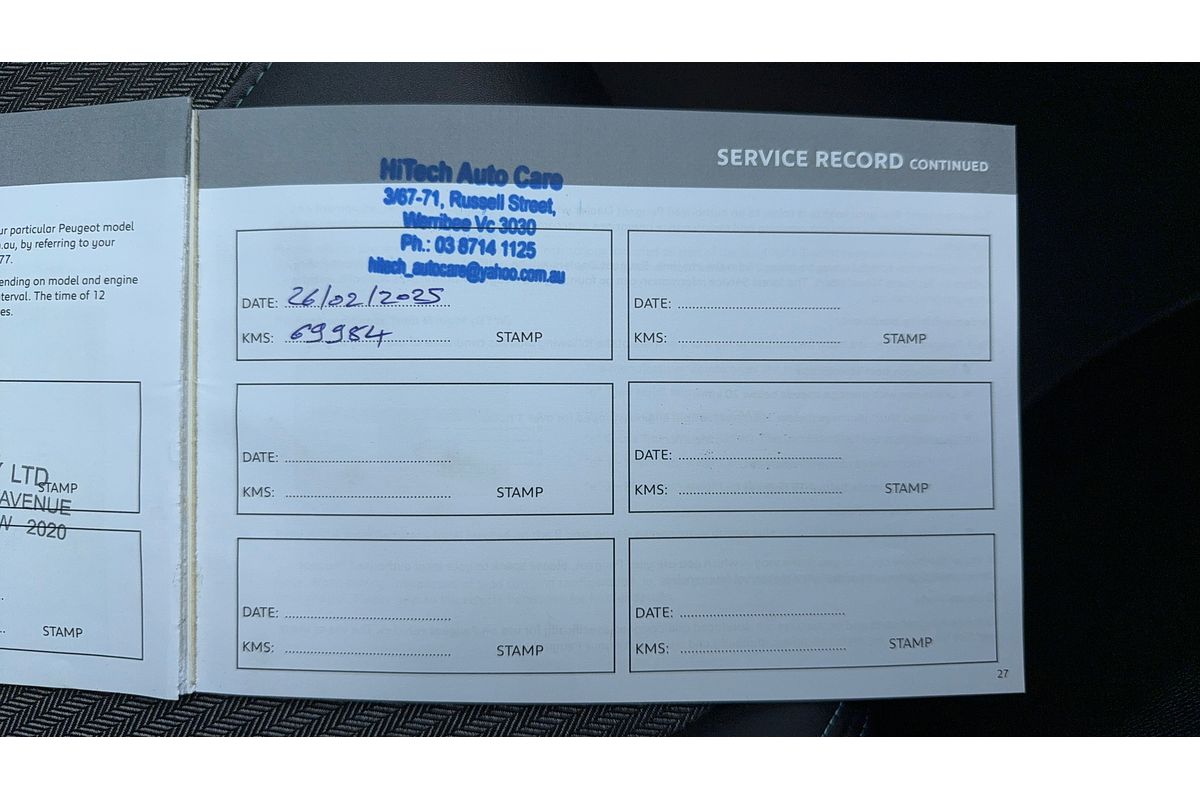 ur particular Peugeot model
.au, by referring to your
77.
ending on model and engine
terval. The time of 12
es.
Y LTD
STAMP
AVENUE
W 2020
STAMP
SERVICE RECORD CONTINUED
HiTech Auto Care
3/67-71, Russell Street,
Werribee Vc 3030
Ph.: 03 8714 1125
hitech_autocare@yahoo.com.au
DATE: 26/02/2025
KMS: 69984 STAMP
DATE:
KMS: STAMP
DATE:
KMS: STAMP
DATE:
KMS: STAMP
DATE:
KMS: STAMP
DATE:
KMS: STAMP
27